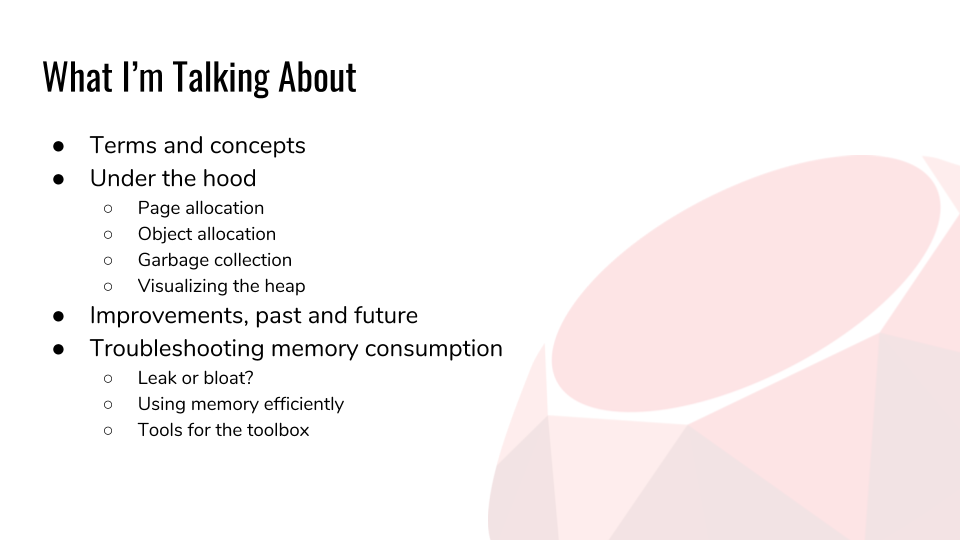 What I’m Talking About
● Terms and concepts
● Under the hood
○ Page allocation
○ Object allocation
○ Garbage collection
○ Visualizing the heap
● Improvements, past and future
● Troubleshooting memory consumption
○ Leak or bloat?
○ Using memory efficiently
○ Tools for the toolbox